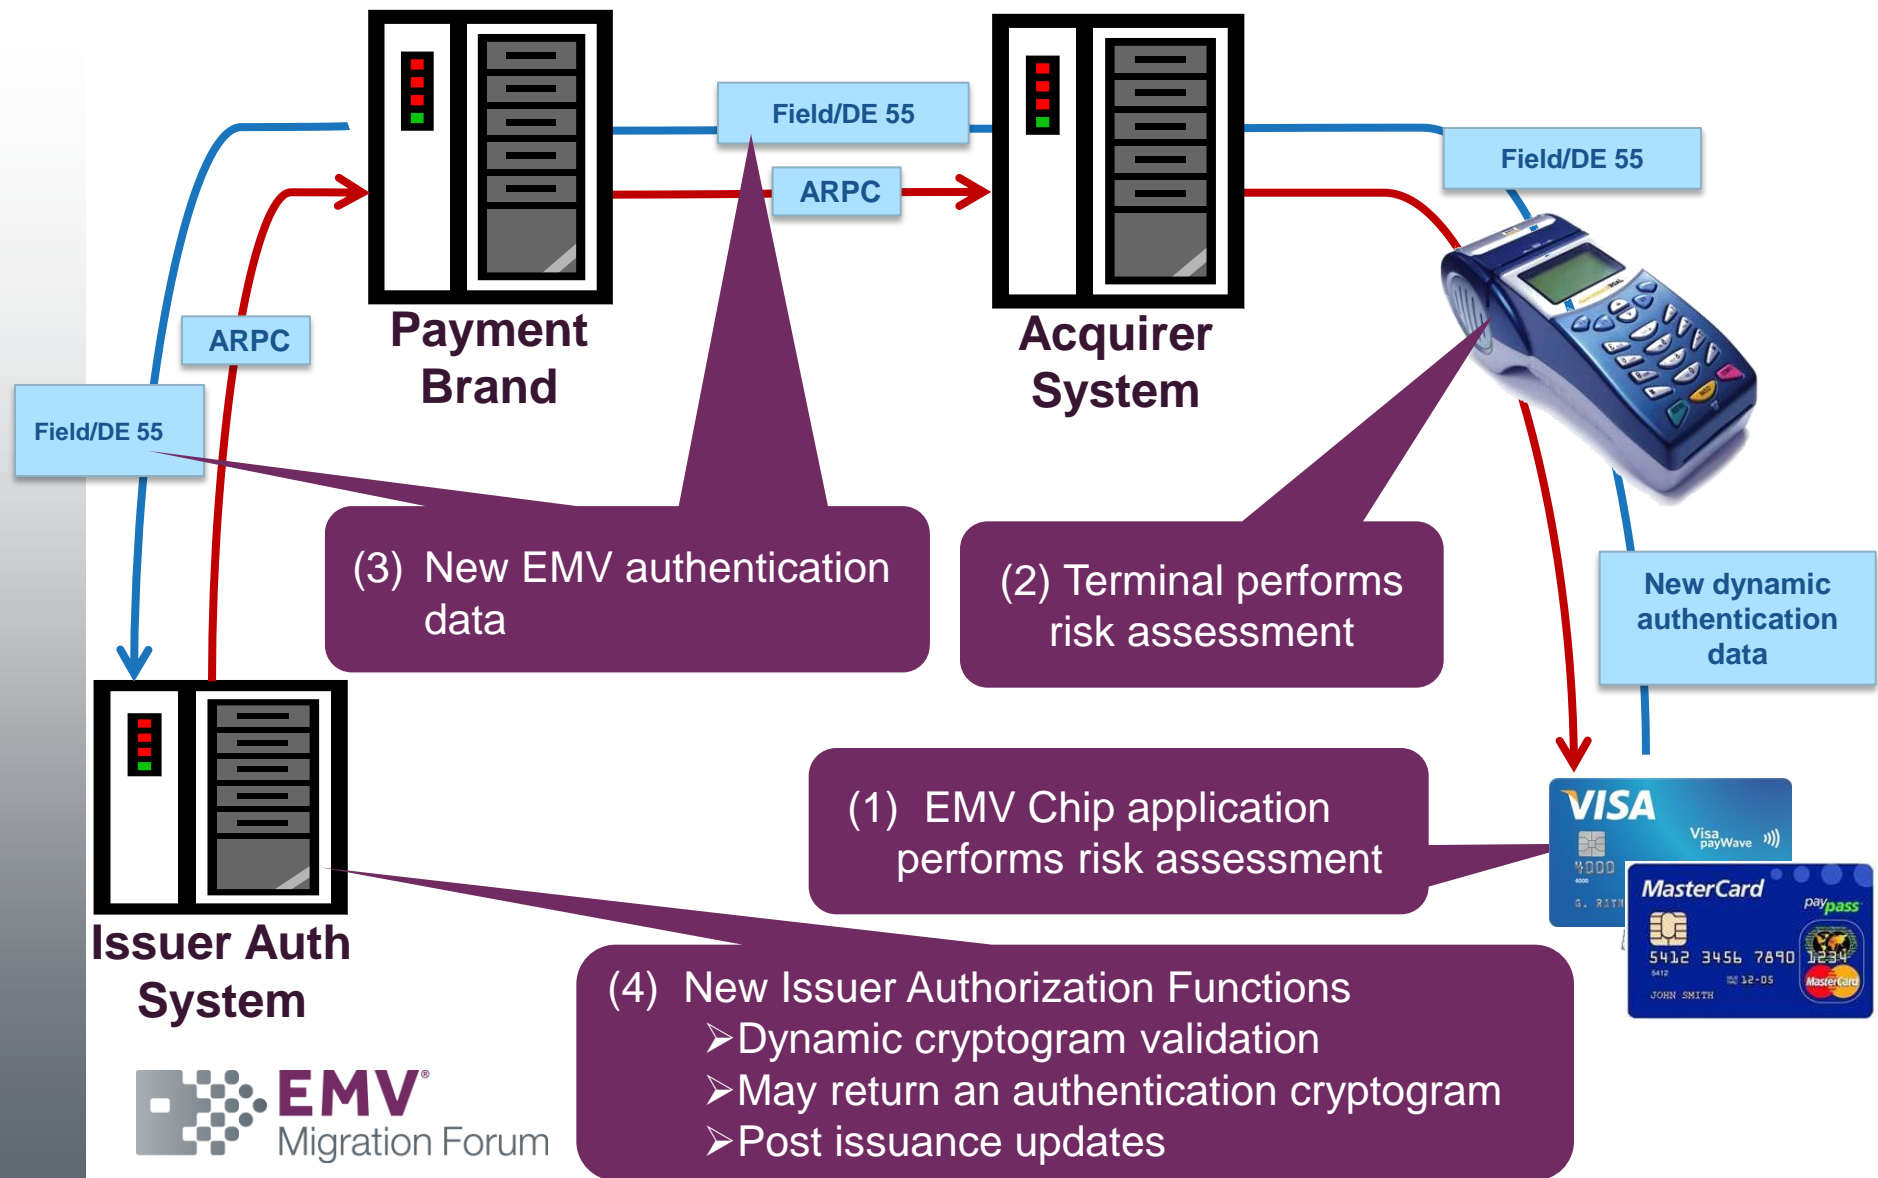 Field/DE 55
Field/DE 55
ARPC
Payment
Brand
Acquirer
System
ARPC
Field/DE 55
(3) New EMV authentication
data
(2) Terminal performs
risk assessment
New dynamic
authentication
data
(1) EMV Chip application
performs risk assessment
VISA
Visa
payWave
4000
4000
MasterCard
paypass
5412 3456 7890 1234
5412
12-05
JOHN SMITH
MasterCard
Issuer Auth
System
(4) New Issuer Authorization Functions
➢Dynamic cryptogram validation
➢May return an authentication cryptogram
➢Post issuance updates
EMV®
Migration Forum